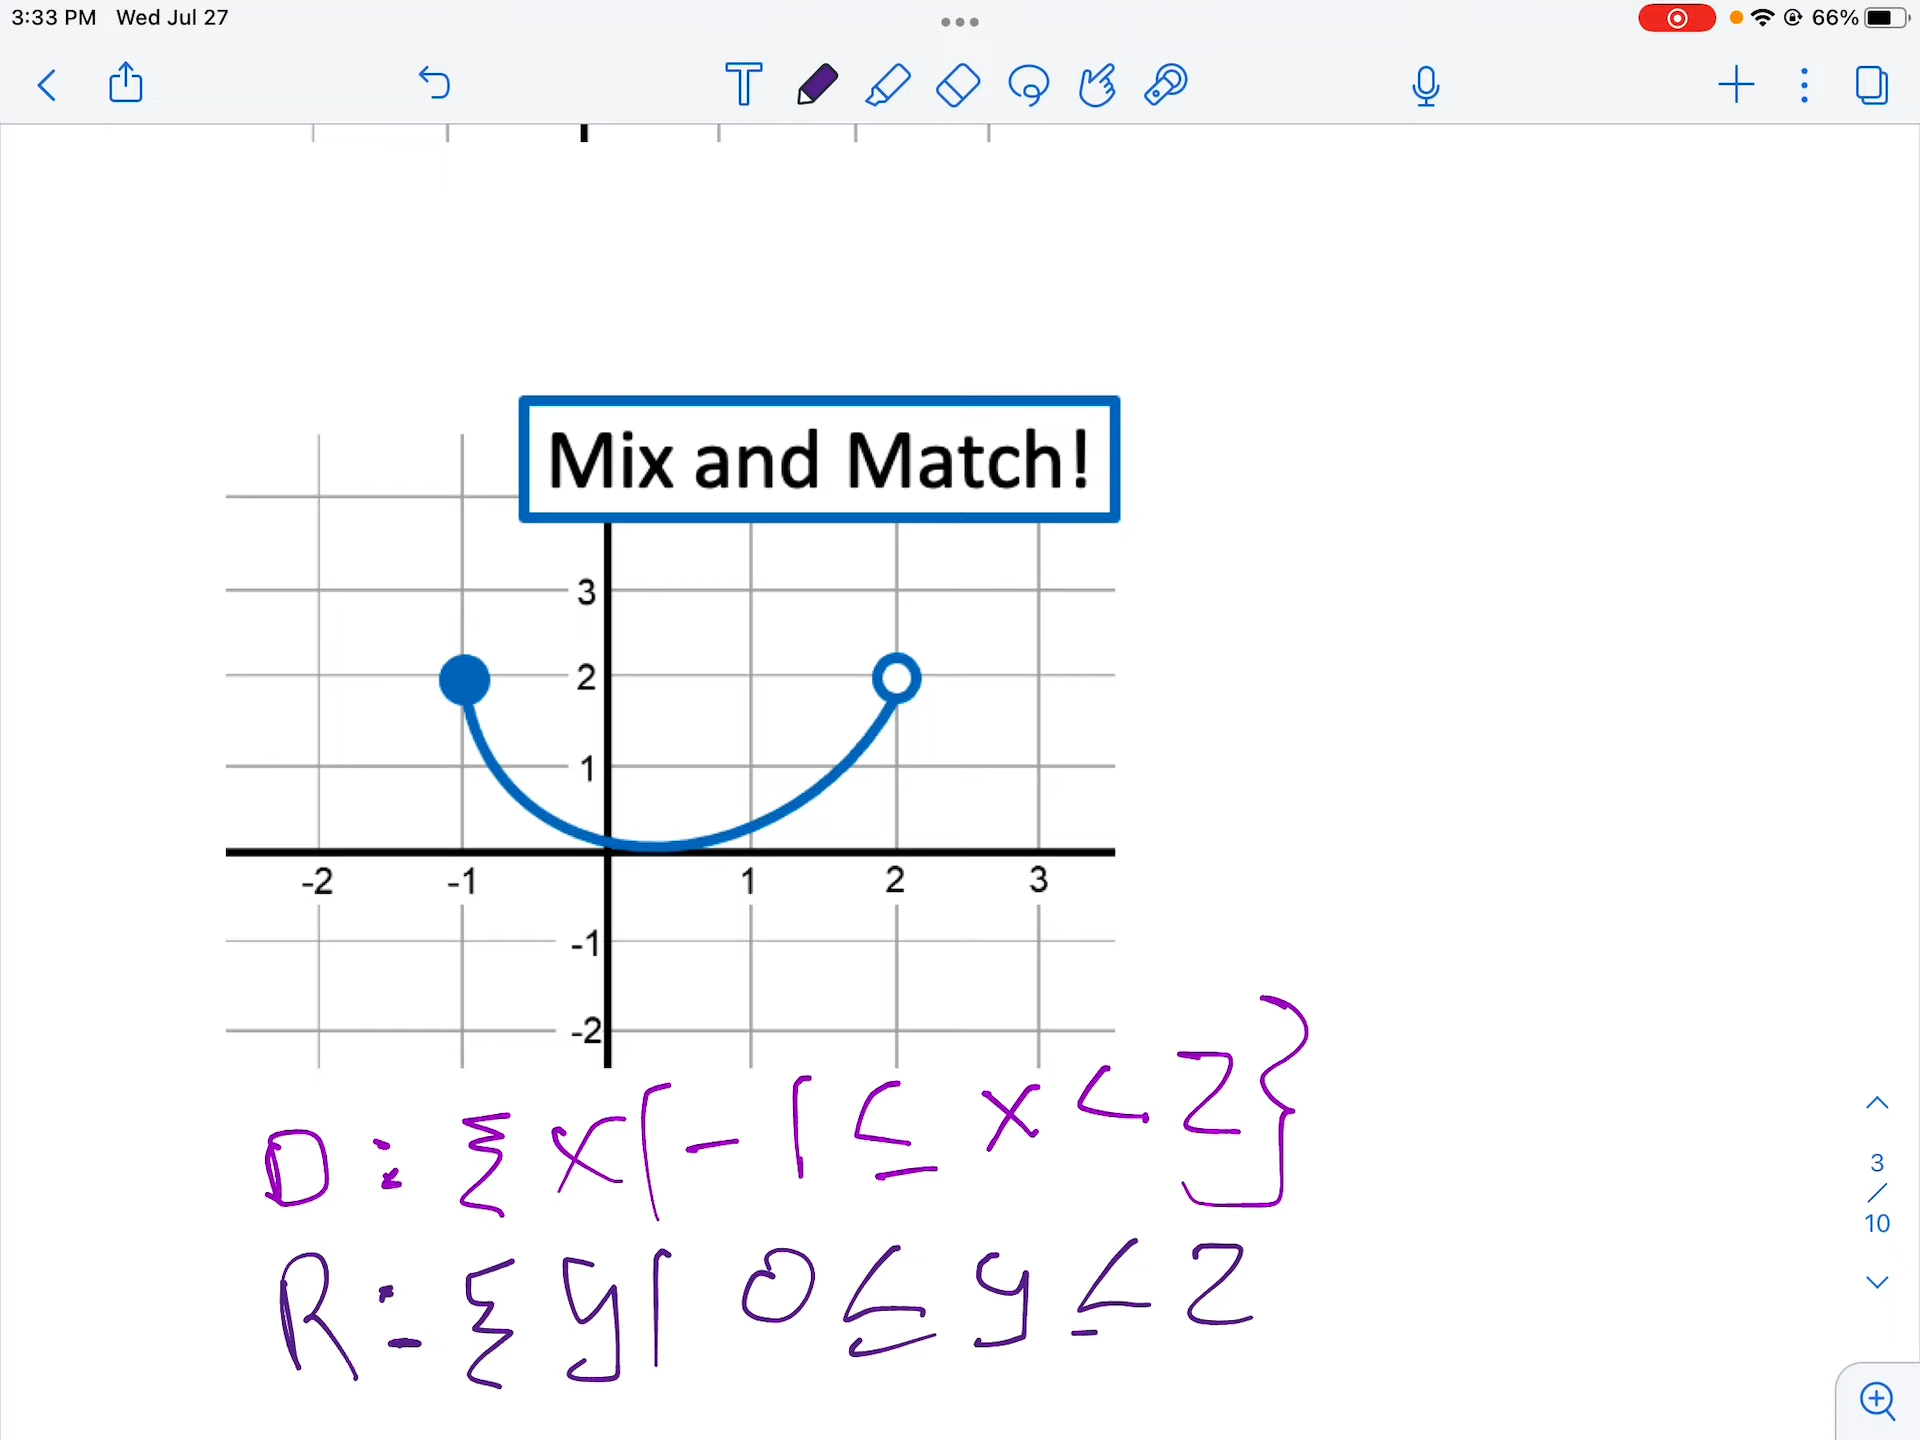 3:33 PM Wed Jul 27 66%
T
Mix and Match!
3
2
1
-2 -1 1 2 3
-1
-2
D: {x|-1≤x<2}
R: {y| 0≤y≤2
3
/
10